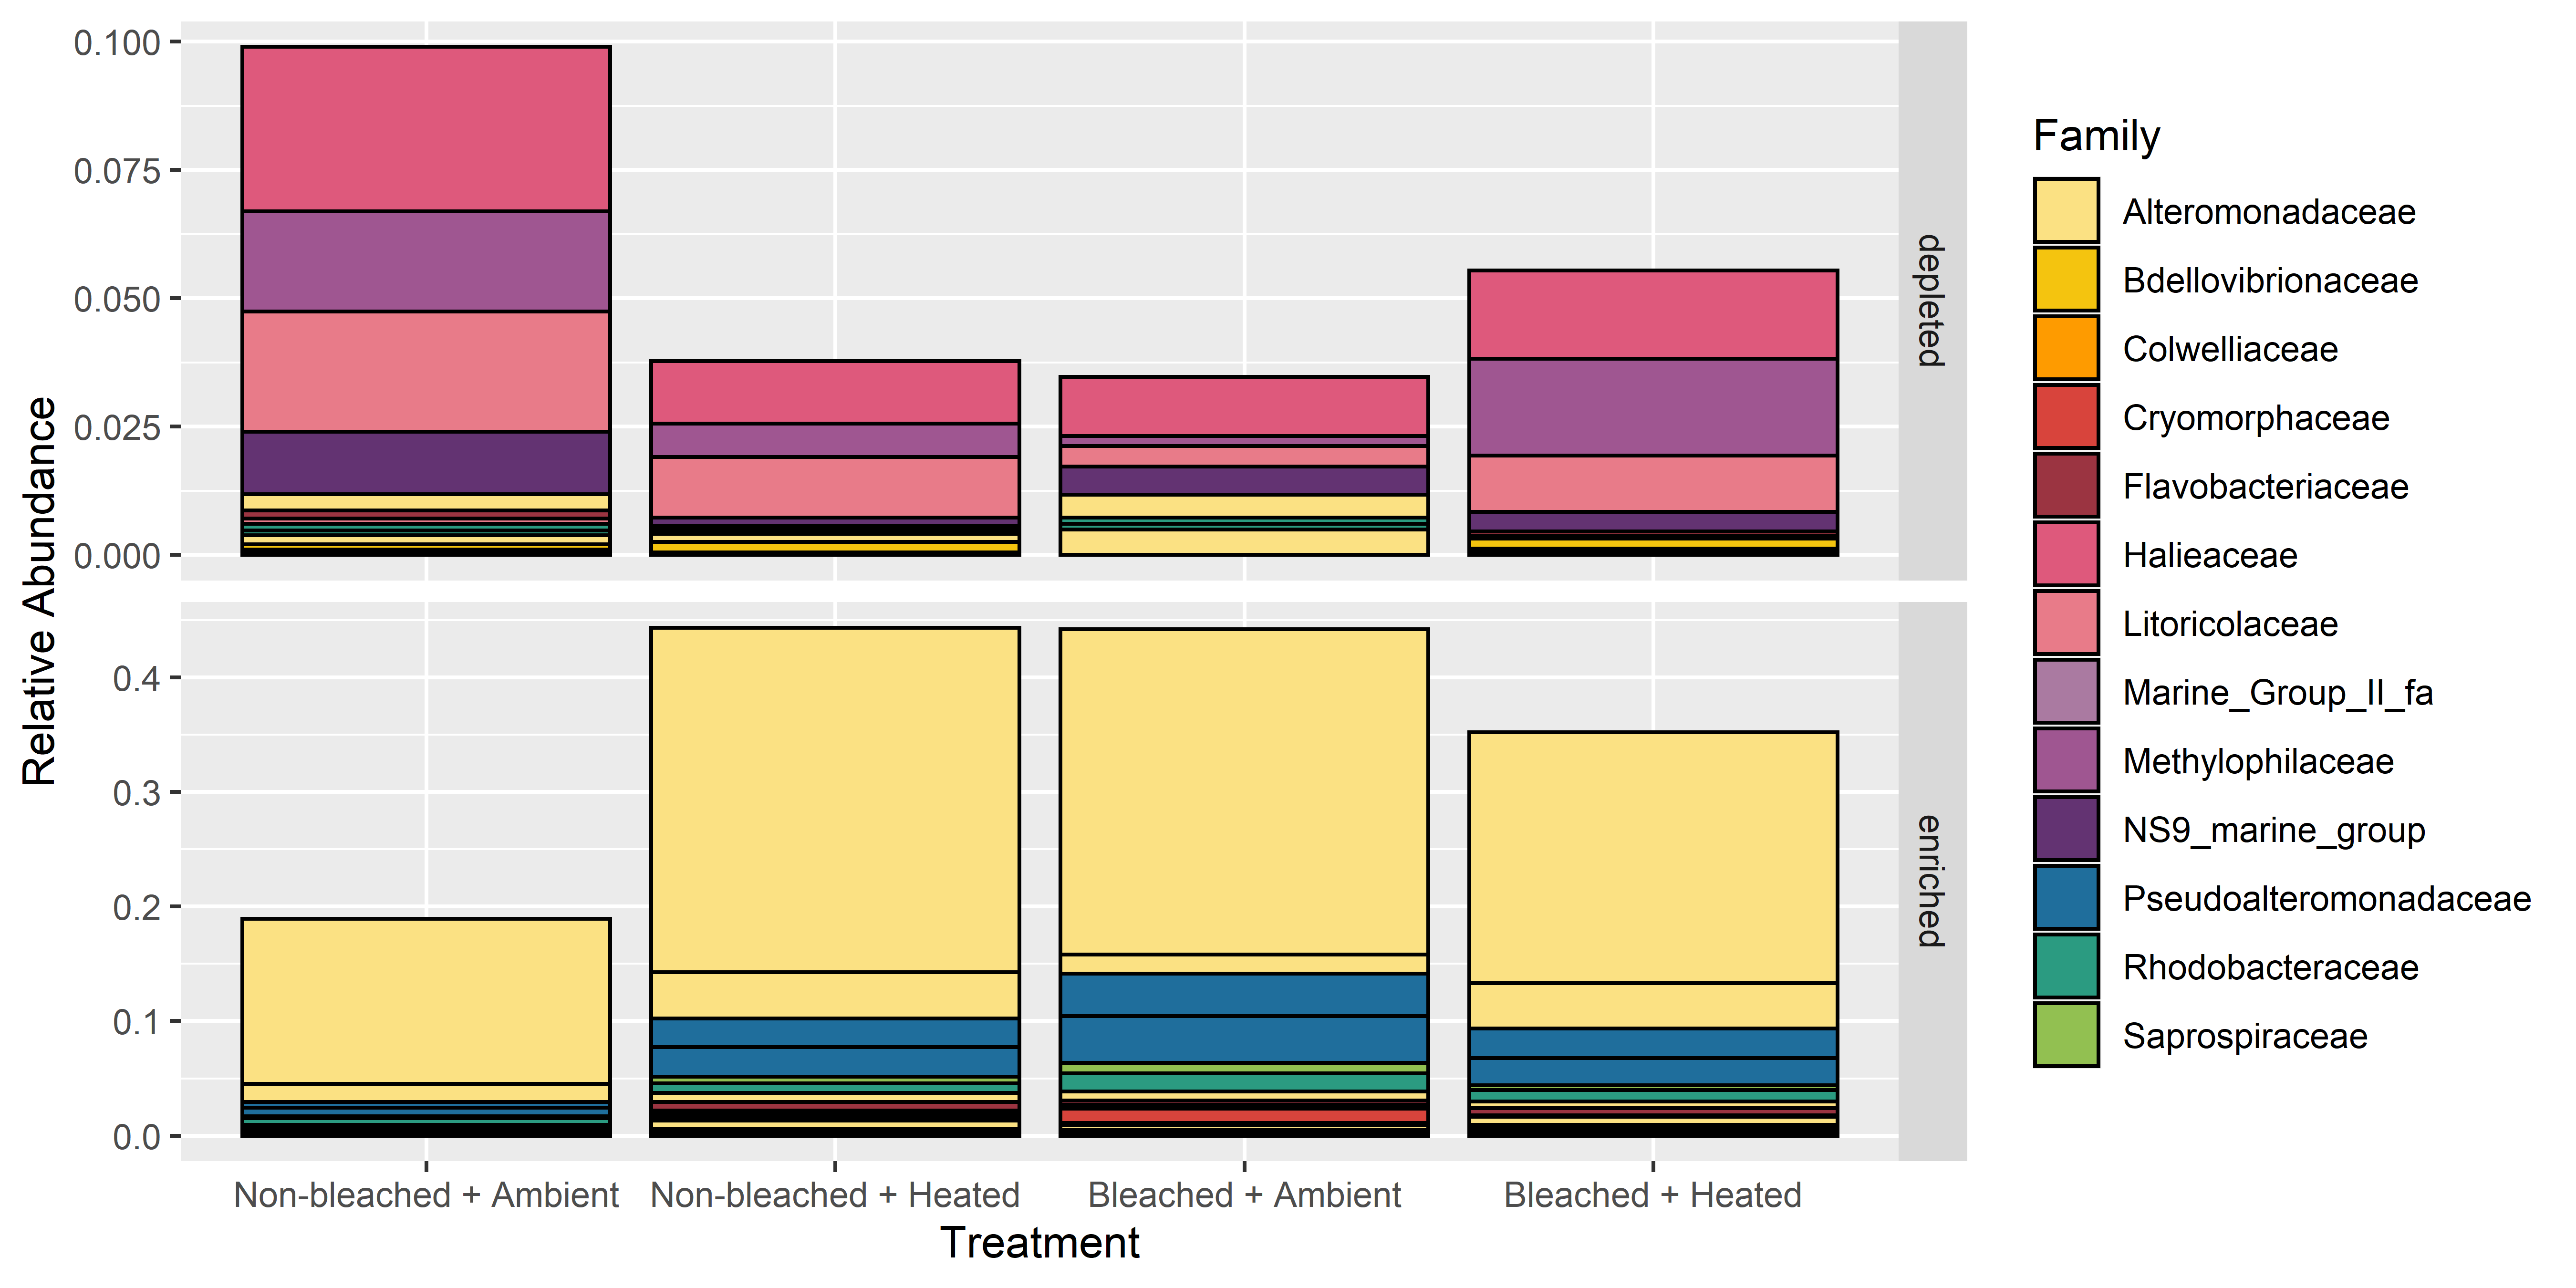 0.100
0.075
0.050
0.025
0.000
depleted
0.4
0.3
0.2
0.1
0.0
enriched
Relative Abundance
Non-bleached + Ambient
Non-bleached + Heated
Bleached + Ambient
Bleached + Heated
Treatment
Family
Alteromonadaceae
Bdellovibrionaceae
Colwelliaceae
Cryomorphaceae
Flavobacteriaceae
Halieaceae
Litoricolaceae
Marine_Group_II_fa
Methylophilaceae
NS9_marine_group
Pseudoalteromonadaceae
Rhodobacteraceae
Saprospiraceae